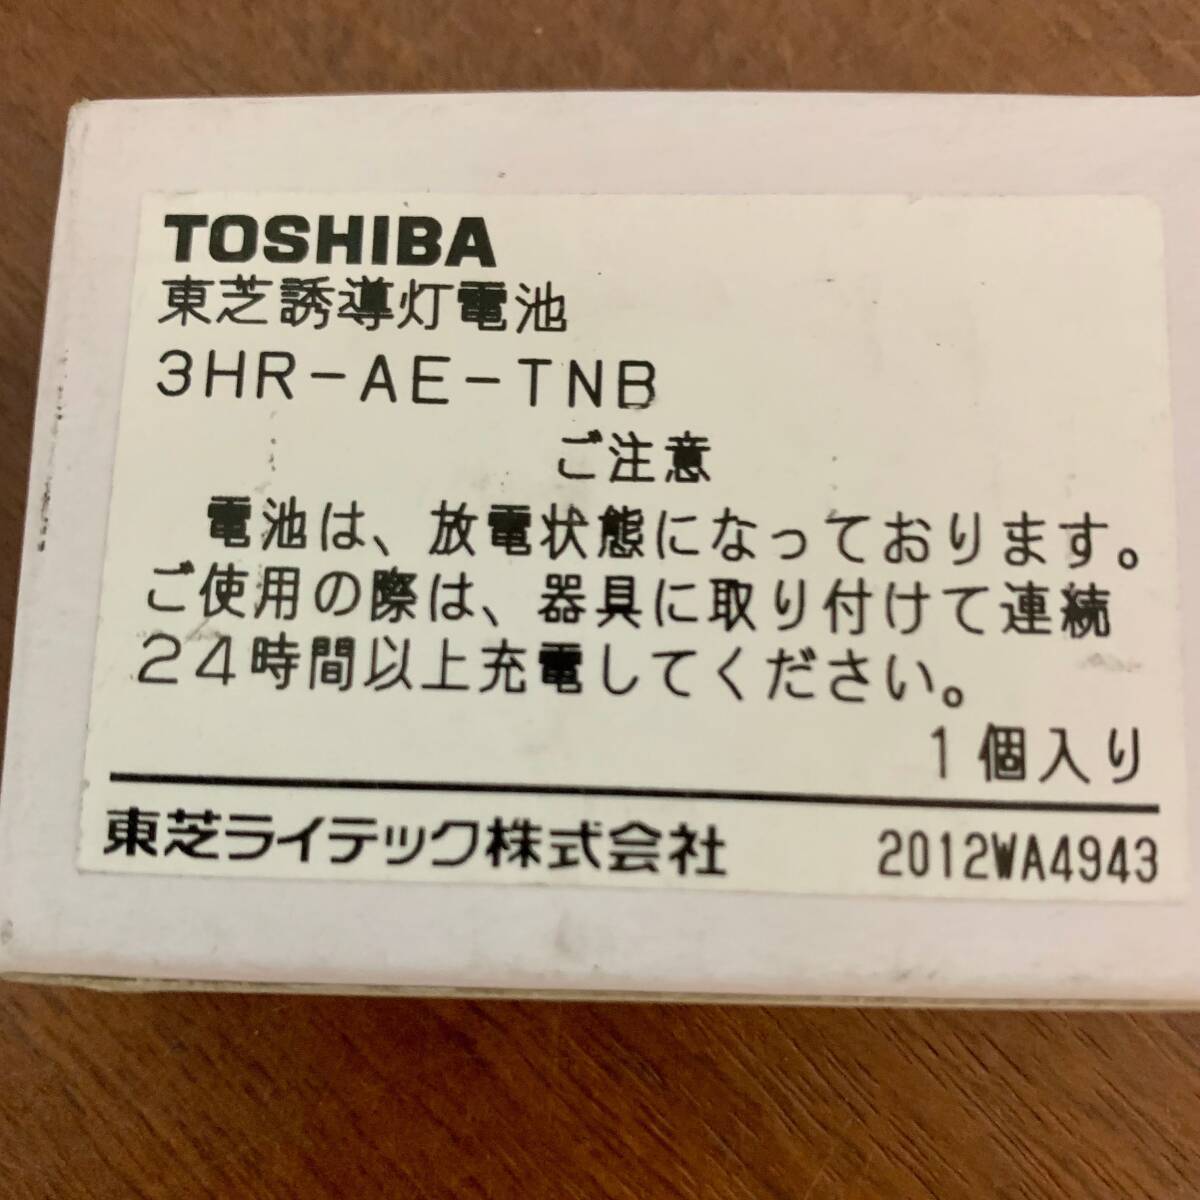 TOSHIBA
東芝誘導灯電池
3HR-AE-TNB
ご注意
電池は、放電状態になっております。
ご使用の際は、器具に取り付けて連続
24時間以上充電してください。
1個入り
東芝ライテック株式会社 2012WA4943